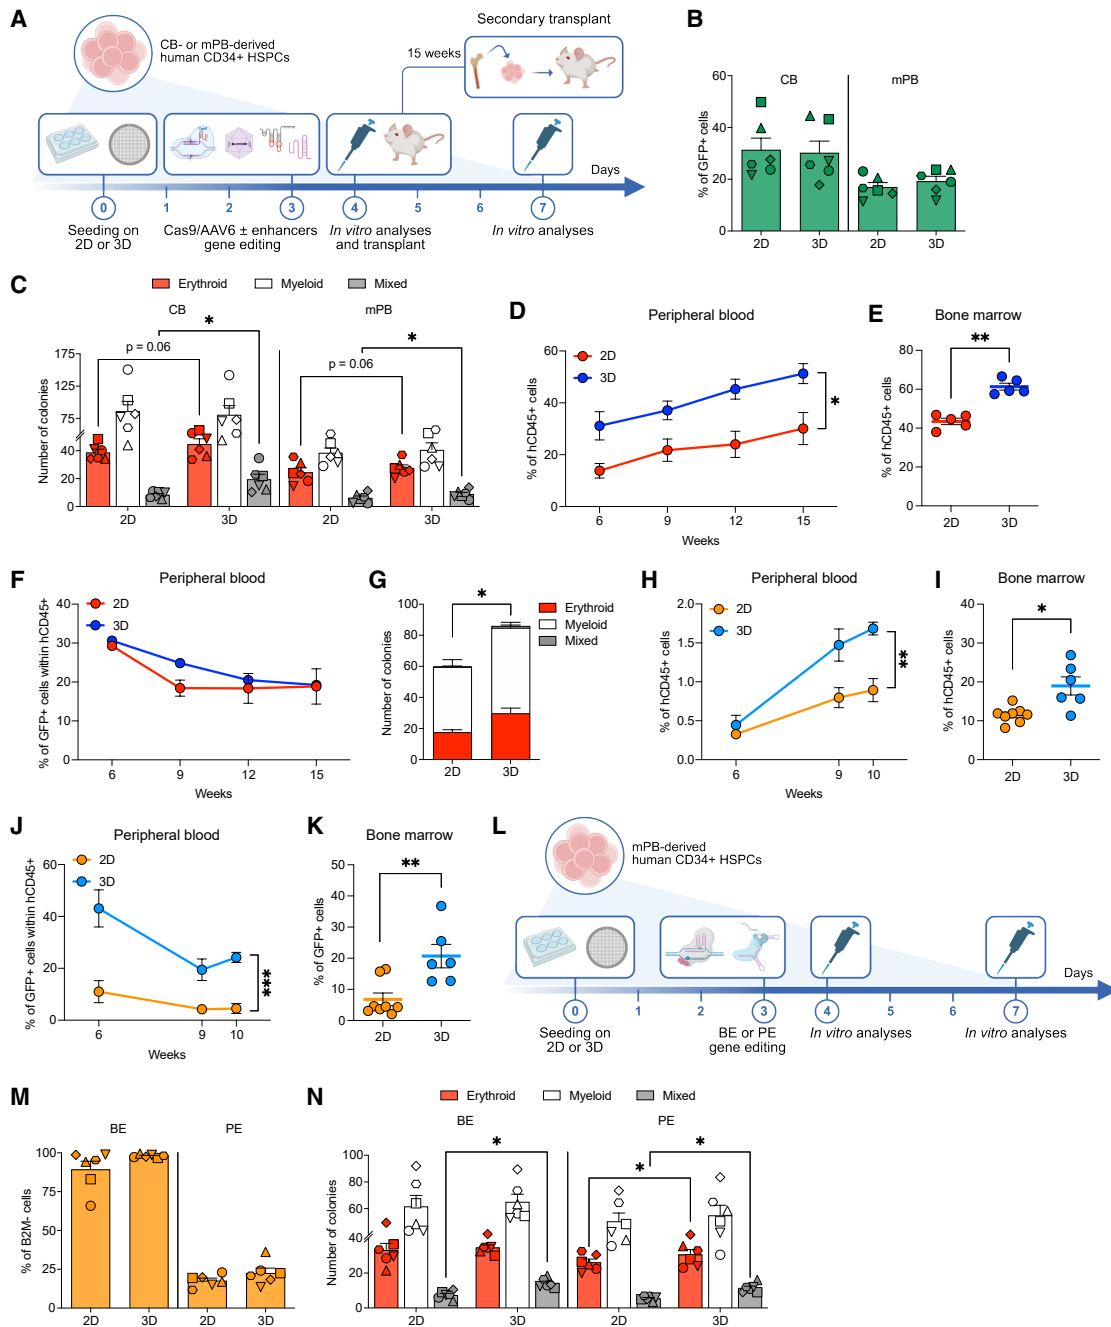 A
CB- or mPB-derived
human CD34+ HSPCs
Secondary transplant
15 weeks
Days
0
1
2
3
4
5
6
7
Seeding on
2D or 3D
Cas9/AAV6 ± enhancers
gene editing
In vitro analyses
and transplant
In vitro analyses
B
CB
mPB
% of GFP+ cells
60
40
20
0
2D
3D
2D
3D
C
Erythroid
Myeloid
Mixed
CB
mPB
*
*
p = 0.06
p = 0.06
Number of colonies
175
125
75
40
20
0
2D
3D
2D
3D
D
Peripheral blood
2D
3D
% of hCD45+ cells
60
40
20
0
*
6
9
12
15
Weeks
E
Bone marrow
**
% of hCD45+ cells
80
60
40
20
0
2D
3D
F
Peripheral blood
2D
3D
% of GFP+ cells within hCD45+
40
30
20
10
0
6
9
12
15
Weeks
G
*
Erythroid
Myeloid
Mixed
Number of colonies
100
80
60
40
20
0
2D
3D
H
Peripheral blood
2D
3D
% of hCD45+ cells
2.0
1.5
1.0
0.5
0.0
**
6
9
10
Weeks
I
Bone marrow
*
% of hCD45+ cells
40
30
20
10
0
2D
3D
J
Peripheral blood
2D
3D
% of GFP+ cells within hCD45+
60
40
20
0
***
6
9
10
Weeks
K
Bone marrow
**
% of GFP+ cells
50
40
30
20
10
0
2D
3D
L
mPB-derived
human CD34+ HSPCs
Days
0
1
2
3
4
5
6
7
Seeding on
2D or 3D
BE or PE
gene editing
In vitro analyses
In vitro analyses
M
BE
PE
% of B2M- cells
100
75
50
25
0
2D
3D
2D
3D
N
Erythroid
Myeloid
Mixed
BE
PE
*
*
*
Number of colonies
100
80
60
40
20
0
2D
3D
2D
3D